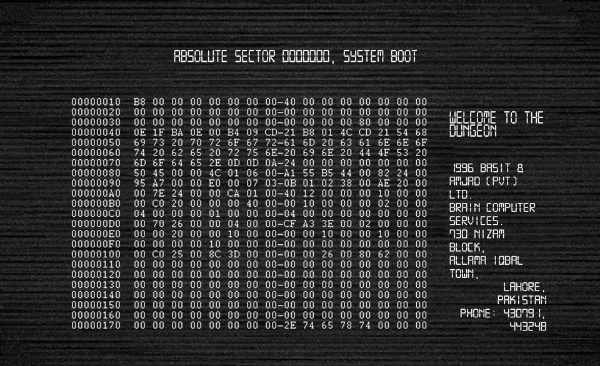 ABSOLUTE SECTOR 0000000, SYSTEM BOOT
00000010 B8 00 00 00 00 00 00 00-40 00 00 00 00 00 00 00
00000020 00 00 00 00 00 00 00 00-00 00 00 00 00 00 00 00
00000030 00 00 00 00 00 00 00 00-00 00 00 00 80 00 00 00
00000040 0E 1F BA 0E 00 B4 09 CD-21 B8 01 4C CD 21 54 68
00000050 69 73 20 70 72 6F 67 72-61 6D 20 63 61 6E 6E 6F
00000060 74 20 62 65 20 72 75 6E-20 69 6E 20 44 4F 53 20
00000070 6D 6F 64 65 2E 0D 0D 0A-24 00 00 00 00 00 00 00
00000080 50 45 00 00 4C 01 06 00-A1 55 B5 44 00 82 24 00
00000090 95 A7 00 00 E0 00 07 03-0B 01 02 38 00 AE 20 00
000000A0 00 7E 24 00 00 CA 01 00-40 12 00 00 00 10 00 00
000000B0 00 C0 20 00 00 00 40 00-00 10 00 00 00 02 00 00
000000C0 04 00 00 00 01 00 00 00-04 00 00 00 00 00 00 00
000000D0 00 70 26 00 00 04 00 00-CF A3 3E 00 02 00 00 00
000000E0 00 00 20 00 00 10 00 00-00 00 10 00 00 10 00 00
000000F0 00 00 00 00 10 00 00 00-00 00 00 00 00 00 00 00
00000100 00 C0 25 00 8C 3D 00 00-00 00 26 00 80 62 00 00
00000110 00 00 00 00 00 00 00 00-00 00 00 00 00 00 00 00
00000120 00 00 00 00 00 00 00 00-00 00 00 00 00 00 00 00
00000130 00 00 00 00 00 00 00 00-00 00 00 00 00 00 00 00
00000140 00 00 00 00 00 00 00 00-00 00 00 00 00 00 00 00
00000150 00 00 00 00 00 00 00 00-00 00 00 00 00 00 00 00
00000160 00 00 00 00 00 00 00 00-00 00 00 00 00 00 00 00
00000170 00 00 00 00 00 00 00 00-2E 74 65 78 74 00 00 00
WELCOME TO THE
DUNGEON
1996 BASIT &
AMJAD (PVT)
LTD.
BRAIN COMPUTER
SERVICES.
730 NIZAM
BLOCK,
ALLAMA IQBAL
TOWN,
LAHORE,
PAKISTAN
PHONE: 430791,
443248